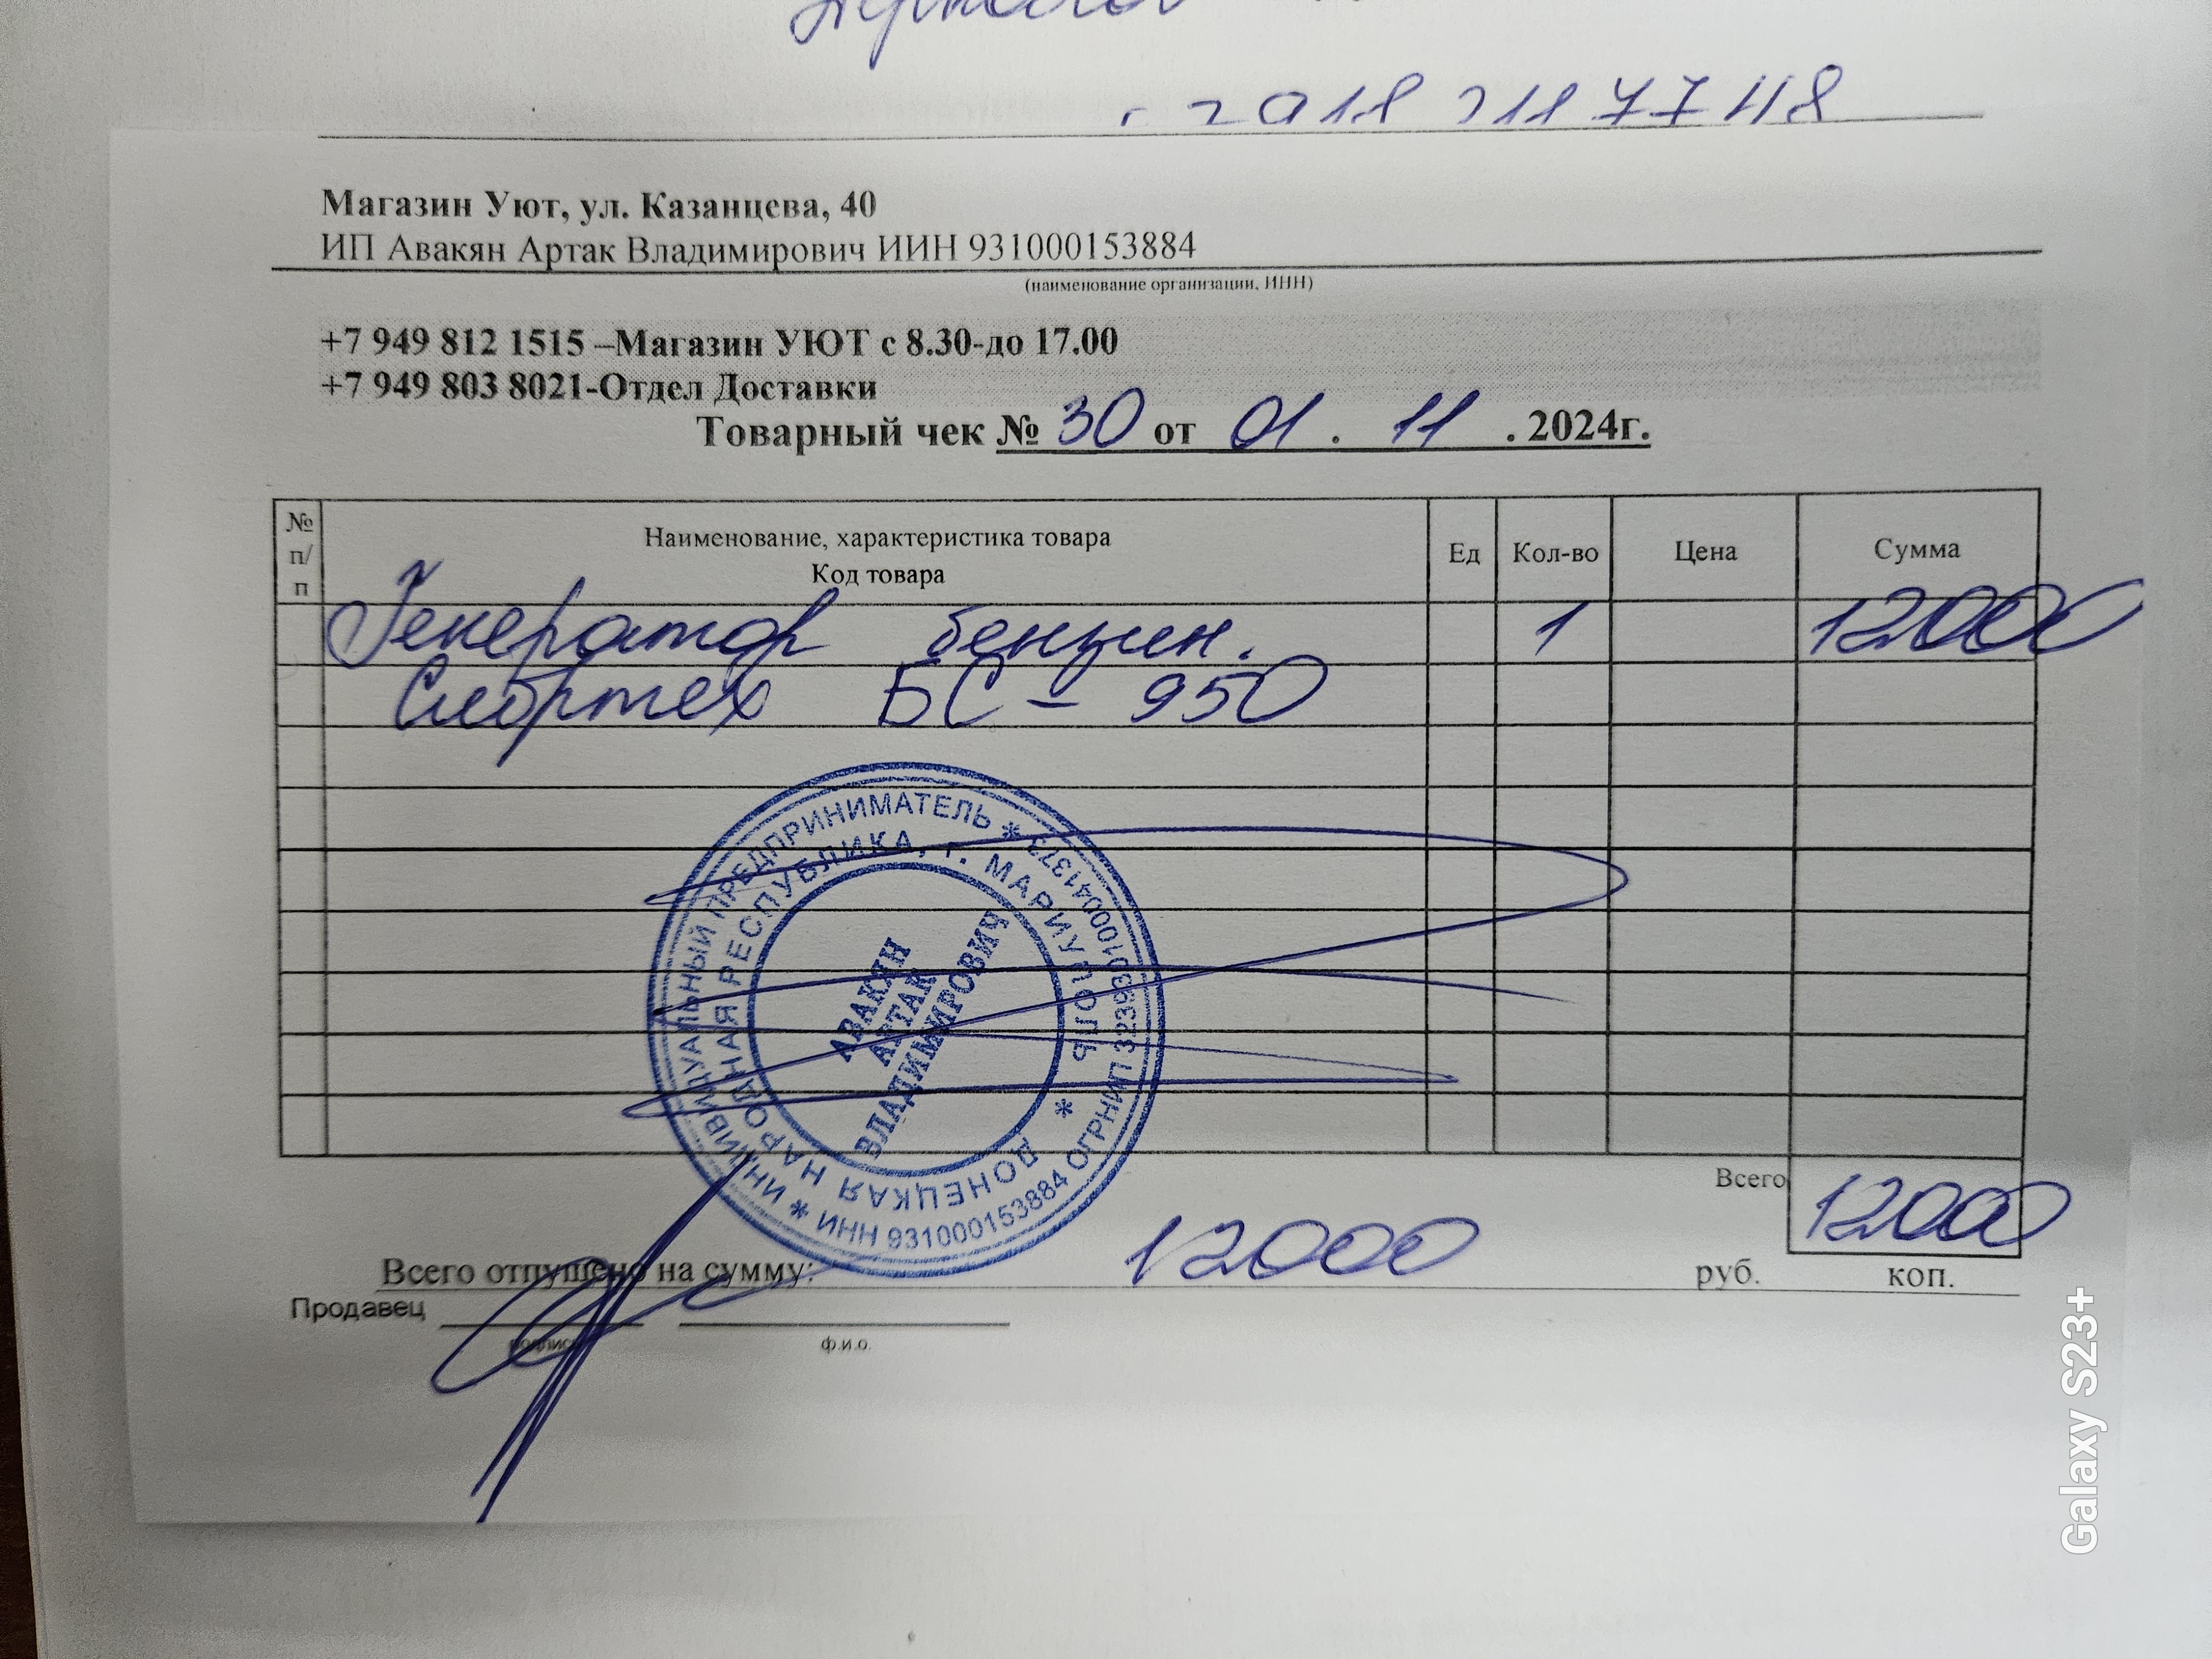 Магазин Уют, ул. Казанцева, 40
ИП Авакян Артак Владимирович ИИН 931000153884
(наименование организации, ИНН)
+7 949 812 1515 –Магазин УЮТ с 8.30-до 17.00
+7 949 803 8021-Отдел Доставки
Товарный чек № 30 от 01 . 11 . 2024г.
№ п/п Наименование, характеристика товара Код товара Ед Кол-во Цена Сумма
Генератор бензин. 1 12000
БС - 950
* ИНДИВИДУАЛЬНЫЙ ПРЕДПРИНИМАТЕЛЬ *
ИНН 931000153884 ОГРНИП 323930100041373
ДОНЕЦКАЯ НАРОДНАЯ РЕСПУБЛИКА, г. МАРИУПОЛЬ *
АВАКЯН
АРТАК
ВЛАДИМИРОВИЧ
Всего 12000
Всего отпущено на сумму: 12000 руб. коп.
Продавец
подпись ф.и.о.
Galaxy S23+